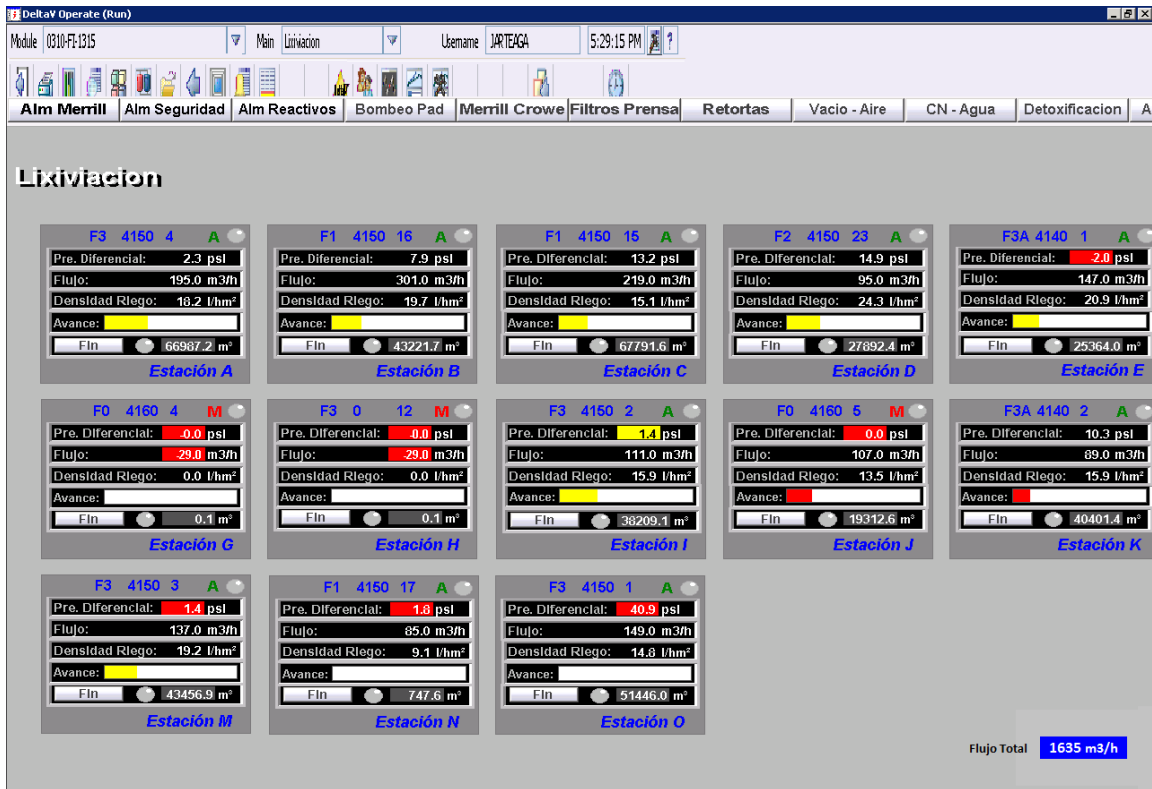 DeltaV Operate (Run)
Module 0310-FT-1315 Main Lixiviacion Username JARTEAGA 5:29:15 PM ?
Alm Merrill Alm Seguridad Alm Reactivos Bombeo Pad Merrill Crowe Filtros Prensa Retortas Vacio - Aire CN - Agua Detoxificacion A
Lixiviacion
F3 4150 4 A
Pre. Diferencial: 2.3 psi
Flujo: 195.0 m3/h
Densidad Riego: 18.2 l/hm²
Avance:
Fin 66987.2 m³
Estación A
F1 4150 16 A
Pre. Diferencial: 7.9 psi
Flujo: 301.0 m3/h
Densidad Riego: 19.7 l/hm²
Avance:
Fin 43221.7 m³
Estación B
F1 4150 15 A
Pre. Diferencial: 13.2 psi
Flujo: 219.0 m3/h
Densidad Riego: 15.1 l/hm²
Avance:
Fin 67791.6 m³
Estación C
F2 4150 23 A
Pre. Diferencial: 14.9 psi
Flujo: 95.0 m3/h
Densidad Riego: 24.3 l/hm²
Avance:
Fin 27892.4 m³
Estación D
F3A 4140 1 A
Pre. Diferencial: -2.0 psi
Flujo: 147.0 m3/h
Densidad Riego: 20.9 l/hm²
Avance:
Fin 25364.0 m³
Estación E
F0 4160 4 M
Pre. Diferencial: -0.0 psi
Flujo: -29.0 m3/h
Densidad Riego: 0.0 l/hm²
Avance:
Fin 0.1 m³
Estación G
F3 0 12 M
Pre. Diferencial: -0.0 psi
Flujo: -29.0 m3/h
Densidad Riego: 0.0 l/hm²
Avance:
Fin 0.1 m³
Estación H
F3 4150 2 A
Pre. Diferencial: 1.4 psi
Flujo: 111.0 m3/h
Densidad Riego: 15.9 l/hm²
Avance:
Fin 38209.1 m³
Estación I
F0 4160 5 M
Pre. Diferencial: 0.0 psi
Flujo: 107.0 m3/h
Densidad Riego: 13.5 l/hm²
Avance:
Fin 19312.6 m³
Estación J
F3A 4140 2 A
Pre. Diferencial: 10.3 psi
Flujo: 89.0 m3/h
Densidad Riego: 15.9 l/hm²
Avance:
Fin 40401.4 m³
Estación K
F3 4150 3 A
Pre. Diferencial: 1.4 psi
Flujo: 137.0 m3/h
Densidad Riego: 19.2 l/hm²
Avance:
Fin 43456.9 m³
Estación M
F1 4150 17 A
Pre. Diferencial: 1.8 psi
Flujo: 85.0 m3/h
Densidad Riego: 9.1 l/hm²
Avance:
Fin 747.6 m³
Estación N
F3 4150 1 A
Pre. Diferencial: 40.9 psi
Flujo: 149.0 m3/h
Densidad Riego: 14.8 l/hm²
Avance:
Fin 51446.0 m³
Estación O
Flujo Total 1635 m3/h